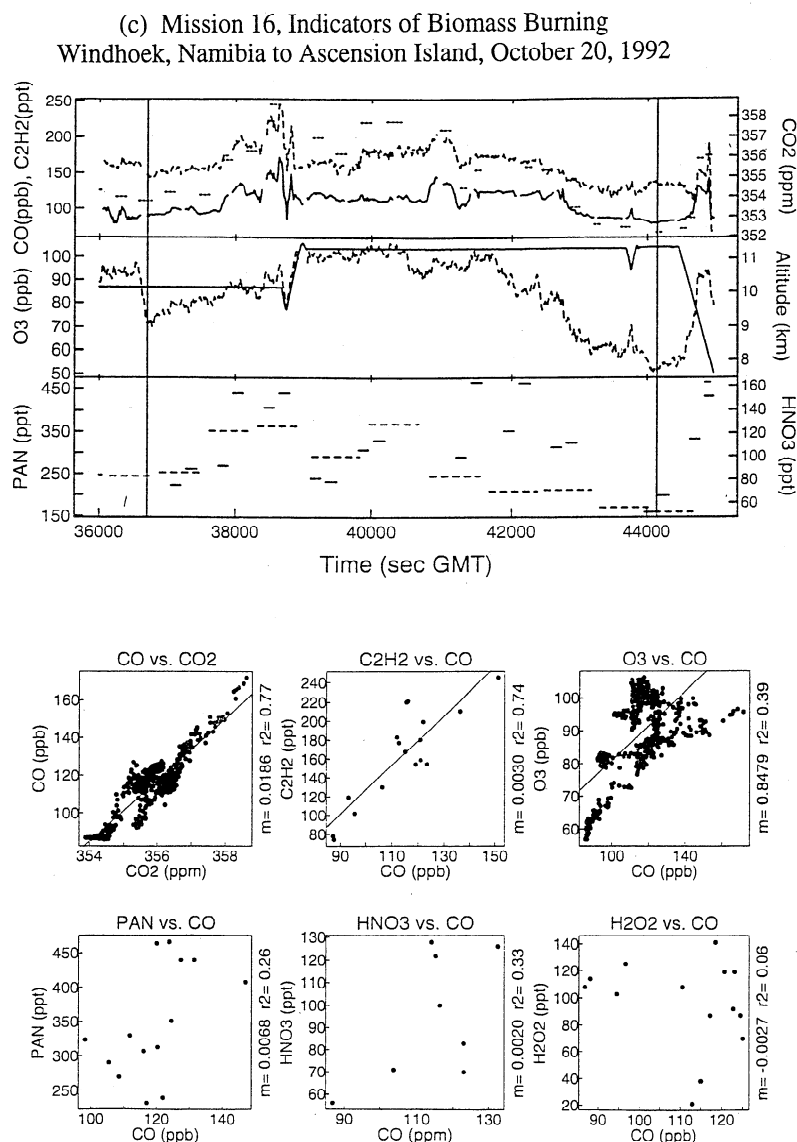 (c) Mission 16, Indicators of Biomass Burning
Windhoek, Namibia to Ascension Island, October 20, 1992
CO(ppb), C2H2(ppt)
250
200
150
100
358
357
356
355
354
353
352
CO2 (ppm)
O3 (ppb)
100
90
80
70
60
50
11
10
9
8
Altitude (km)
PAN (ppt)
450
350
250
150
160
140
120
100
80
60
HNO3 (ppt)
36000 38000 40000 42000 44000
Time (sec GMT)
CO vs. CO2
CO (ppb)
160
140
120
100
354 356 358
CO2 (ppm)
m= 0.0186 r2= 0.77
C2H2 vs. CO
C2H2 (ppt)
240
220
200
180
160
140
120
100
80
60
90 110 130 150
CO (ppb)
m= 0.0030 r2= 0.74
O3 vs. CO
O3 (ppb)
100
90
80
70
60
100 140
CO (ppb)
m= 0.8479 r2= 0.39
PAN vs. CO
PAN (ppt)
450
400
350
300
250
100 120 140
CO (ppb)
m= 0.0068 r2= 0.26
HNO3 vs. CO
HNO3 (ppt)
130
120
110
100
90
80
70
60
90 110 130
CO (ppm)
m= 0.0020 r2= 0.33
H2O2 vs. CO
H2O2 (ppt)
140
120
100
80
60
40
20
90 100 110 120
CO (ppb)
m= -0.0027 r2= 0.06